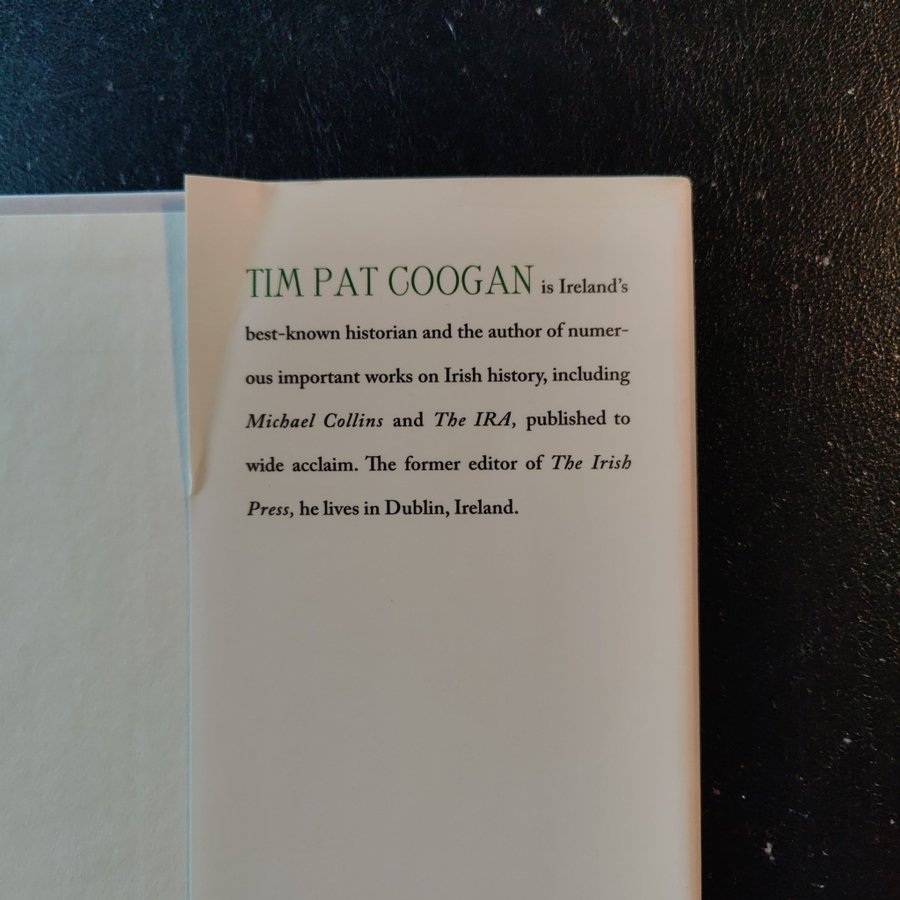 TIM PAT COOGAN is Ireland's
best-known historian and the author of numer-
ous important works on Irish history, including
Michael Collins and The IRA, published to
wide acclaim. The former editor of The Irish
Press, he lives in Dublin, Ireland.